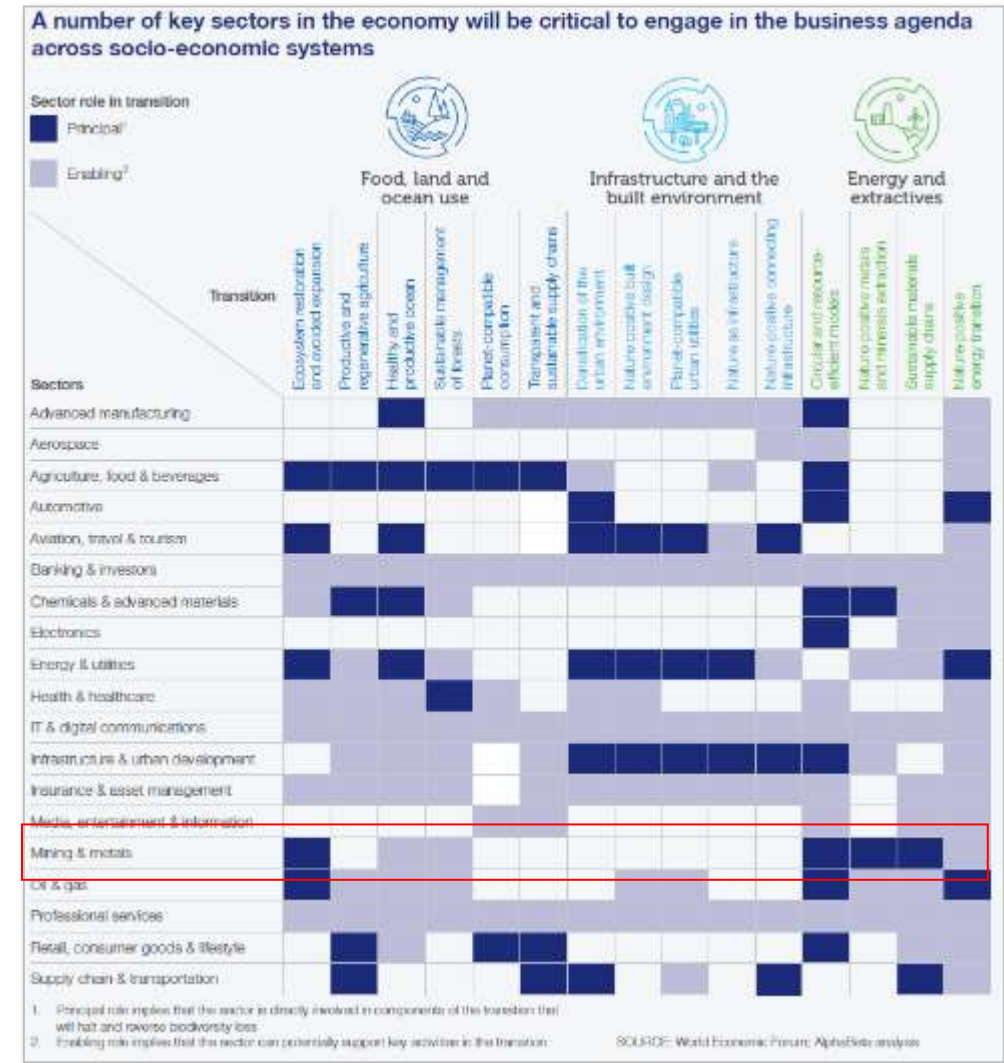 A number of key sectors in the economy will be critical to engage in the business agenda
across socio-economic systems
Sector role in transition
Principal¹
Enabling²
Food, land and
ocean use
Infrastructure and the
built environment
Energy and
extractives
Transition
Sectors
Ecosystem restoration
and avoided expansion
Productive and
regenerative agriculture
Healthy and
productive ocean
Sustainable management
of forests
Planet-compatible
consumption
Transparent and
sustainable supply chains
Densification of the
urban environment
Nature-positive built
environment design
Planet-compatible
urban utilities
Nature as infrastructure
Nature-positive connecting
infrastructure
Circular and resource-
efficient models
Nature-positive metals
and minerals extraction
Sustainable materials
supply chains
Nature-positive
energy transition
Advanced manufacturing
Aerospace
Agriculture, food & beverages
Automotive
Aviation, travel & tourism
Banking & investors
Chemicals & advanced materials
Electronics
Energy & utilities
Health & healthcare
IT & digital communications
Infrastructure & urban development
Insurance & asset management
Media, entertainment & information
Mining & metals
Oil & gas
Professional services
Retail, consumer goods & lifestyle
Supply chain & transportation
1. Principal role implies that the sector is directly involved in components of the transition that
will halt and reverse biodiversity loss
2. Enabling role implies that the sector can potentially support key activities in the transition
SOURCE: World Economic Forum; AlphaBeta analysis